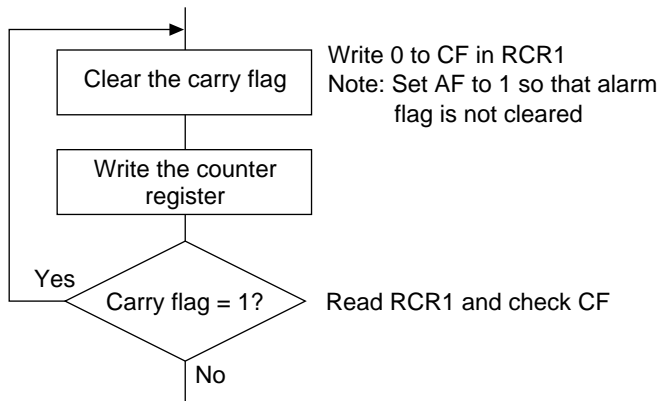 Clear the carry flag
Write 0 to CF in RCR1
Note: Set AF to 1 so that alarm
flag is not cleared
Write the counter
register
Yes
Carry flag = 1?
Read RCR1 and check CF
No